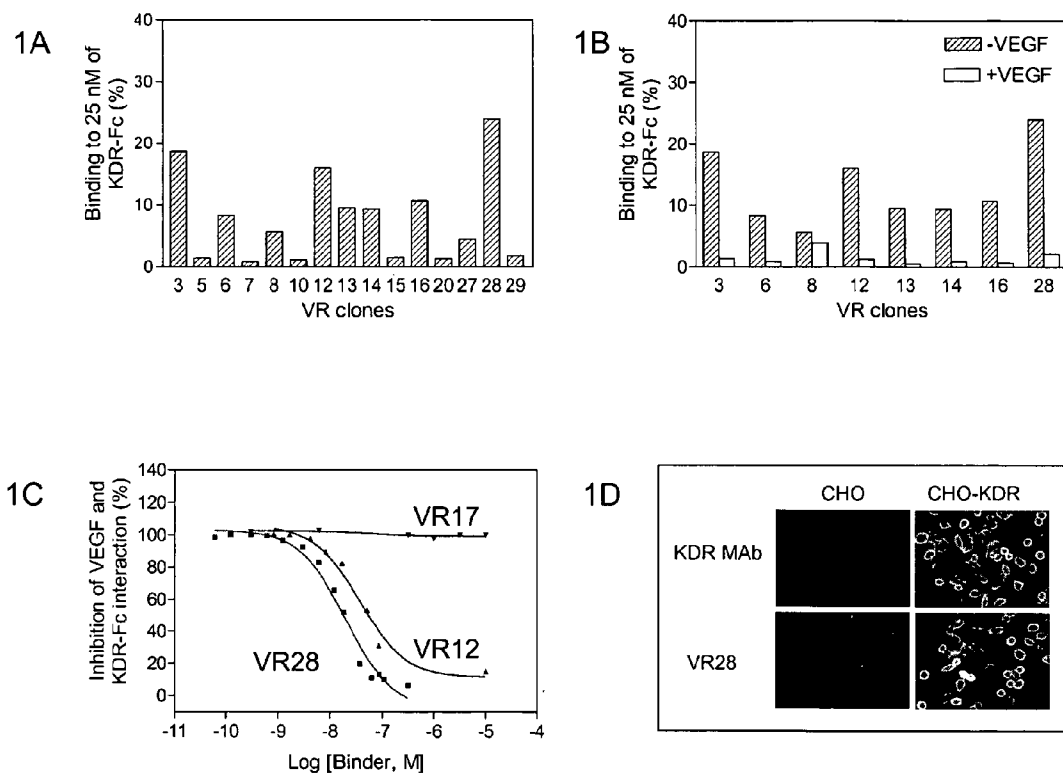 1A
Binding to 25 nM of
KDR-Fc (%)
40
30
20
10
0
3 5 6 7 8 10 12 13 14 15 16 20 27 28 29
VR clones
1B
Binding to 25 nM of
KDR-Fc (%)
40
30
20
10
0
-VEGF
+VEGF
3 6 8 12 13 14 16 28
VR clones
1C
Inhibition of VEGF and
KDR-Fc interaction (%)
140
120
100
80
60
40
20
0
VR17
VR12
VR28
-11 -10 -9 -8 -7 -6 -5 -4
Log [Binder, M]
1D
CHO CHO-KDR
KDR MAb
VR28